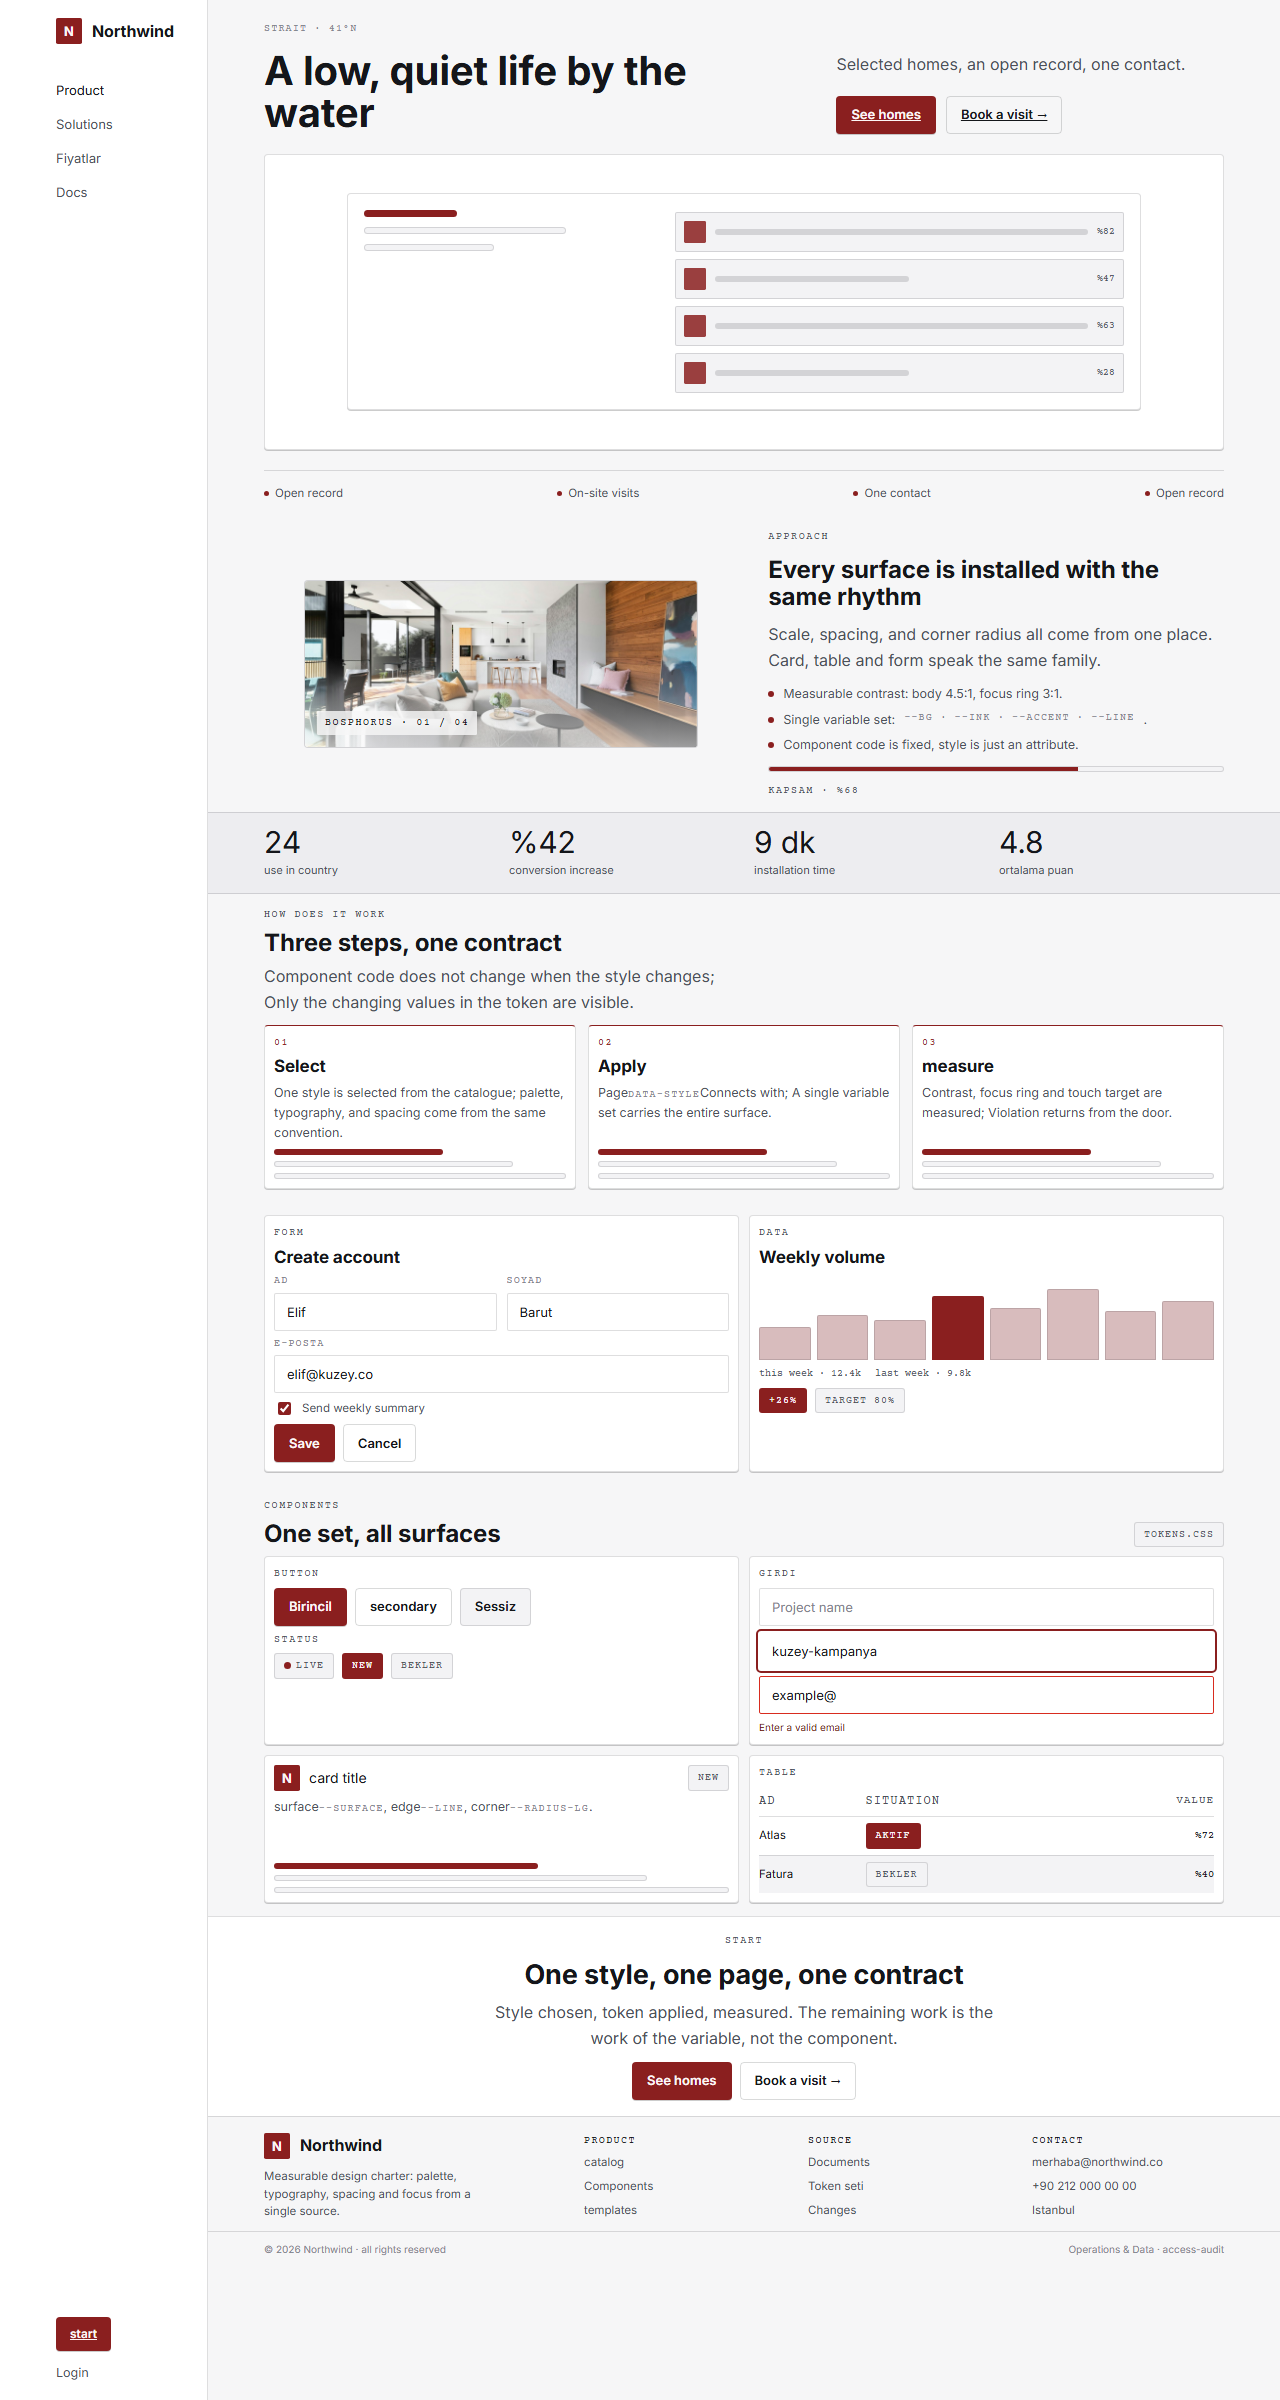 N Northwind
Product
Solutions
Fiyatlar
Docs
start
Login
STRAIT · 41°N
A low, quiet life by the
water
Selected homes, an open record, one contact.
See homes
Book a visit →
%82
%47
%63
%28
Open record
On-site visits
One contact
Open record
BOSPHORUS · 01 / 04
APPROACH
Every surface is installed with the
same rhythm
Scale, spacing, and corner radius all come from one place.
Card, table and form speak the same family.
Measurable contrast: body 4.5:1, focus ring 3:1.
Single variable set: --BG · --INK · --ACCENT · --LINE .
Component code is fixed, style is just an attribute.
KAPSAM · %68
24
use in country
%42
conversion increase
9 dk
installation time
4.8
ortalama puan
HOW DOES IT WORK
Three steps, one contract
Component code does not change when the style changes;
Only the changing values in the token are visible.
01
Select
One style is selected from the catalogue; palette,
typography, and spacing come from the same
convention.
02
Apply
PageDATA-STYLEConnects with; A single variable
set carries the entire surface.
03
measure
Contrast, focus ring and touch target are
measured; Violation returns from the door.
FORM
Create account
AD
SOYAD
Elif
Barut
E-POSTA
elif@kuzey.co
Send weekly summary
Save
Cancel
DATA
Weekly volume
this week · 12.4k last week · 9.8k
+26%
TARGET 80%
COMPONENTS
One set, all surfaces
TOKENS.CSS
BUTTON
Birincil
secondary
Sessiz
STATUS
LIVE
NEW
BEKLER
GIRDI
Project name
kuzey-kampanya
example@
Enter a valid email
N card title
NEW
surface--SURFACE, edge--LINE, corner--RADIUS-LG.
TABLE
AD SITUATION VALUE
Atlas AKTIF %72
Fatura BEKLER %40
START
One style, one page, one contract
Style chosen, token applied, measured. The remaining work is the
work of the variable, not the component.
See homes
Book a visit →
N Northwind
Measurable design charter: palette,
typography, spacing and focus from a
single source.
PRODUCT
catalog
Components
templates
SOURCE
Documents
Token seti
Changes
CONTACT
merhaba@northwind.co
+90 212 000 00 00
Istanbul
© 2026 Northwind · all rights reserved
Operations & Data · access-audit